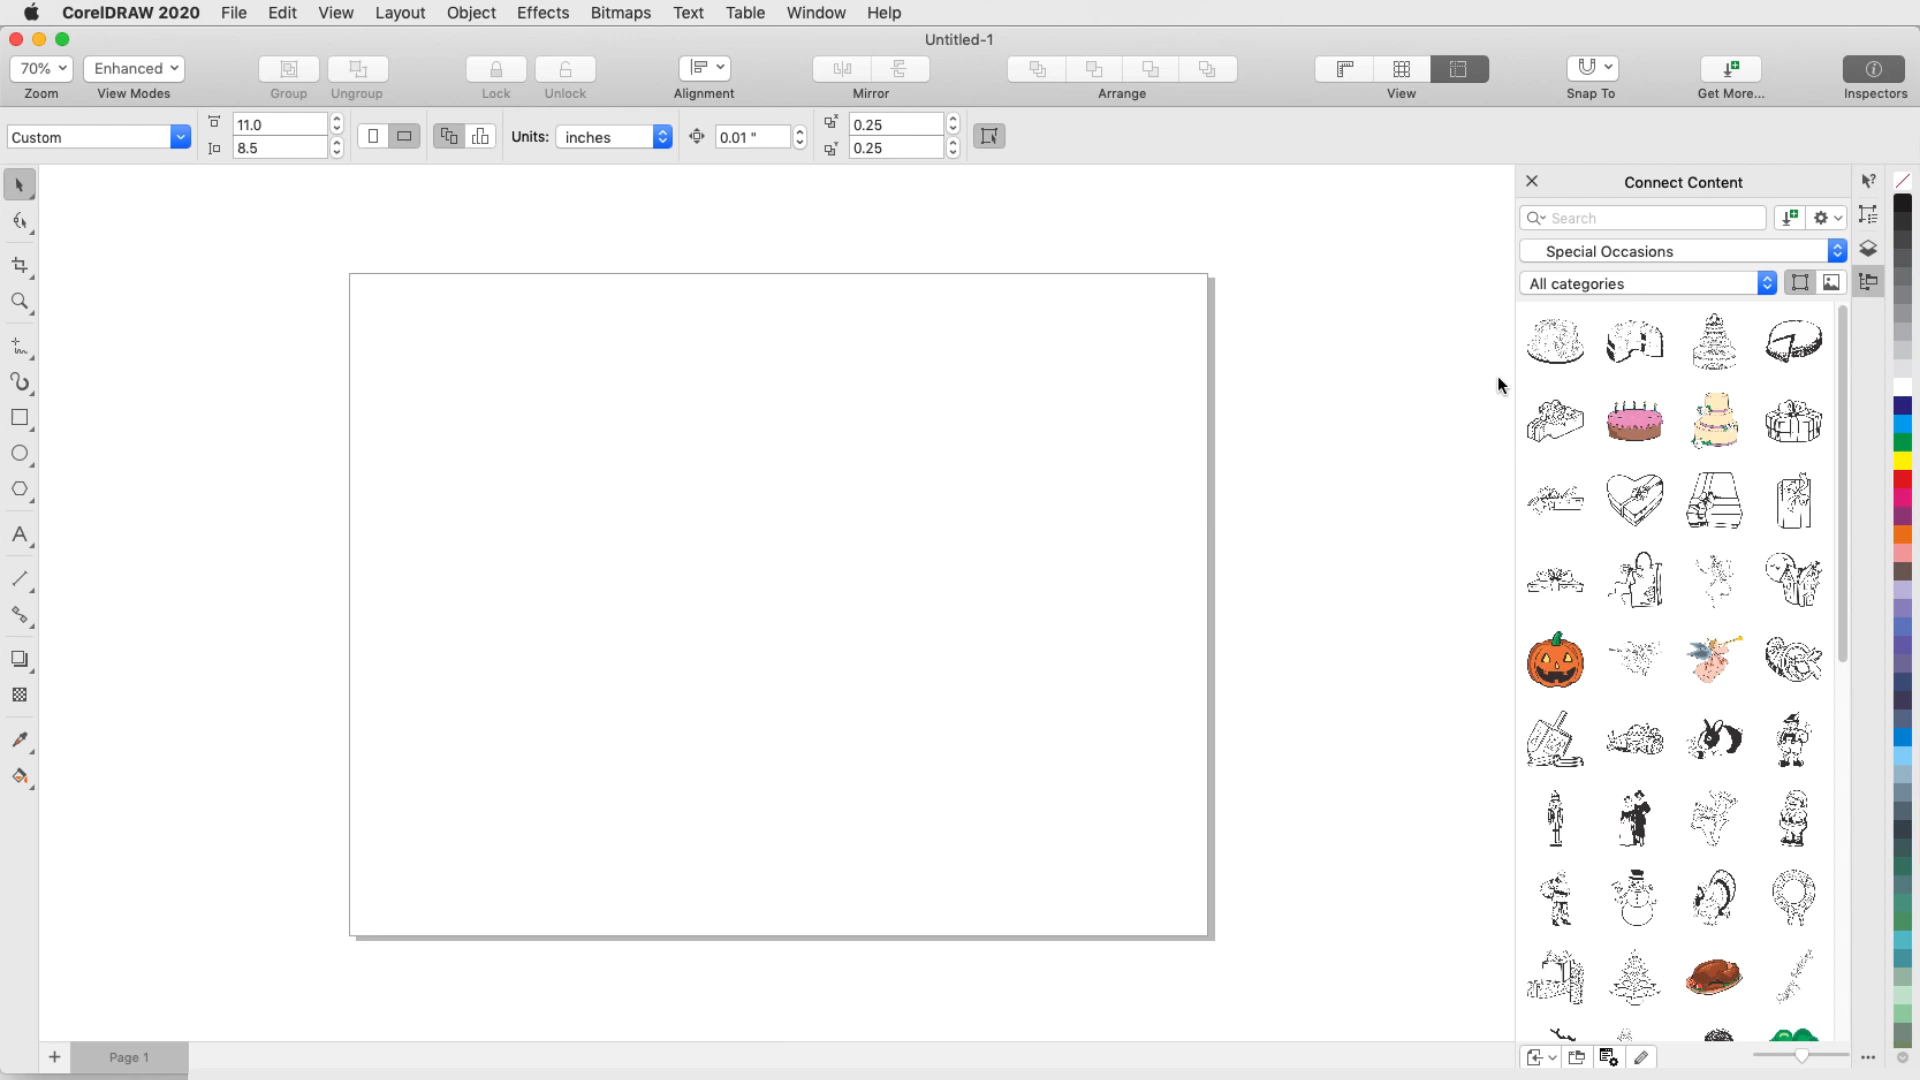 CorelDRAW 2020 File Edit View Layout Object Effects Bitmaps Text Table Window Help
Untitled-1
70% Enhanced
Zoom View Modes Group Ungroup Lock Unlock Alignment Mirror Arrange View Snap To Get More... Inspectors
Custom 11.0 8.5 Units: inches 0.01 " 0.25 0.25
Connect Content
Search
Special Occasions
All categories
Page 1